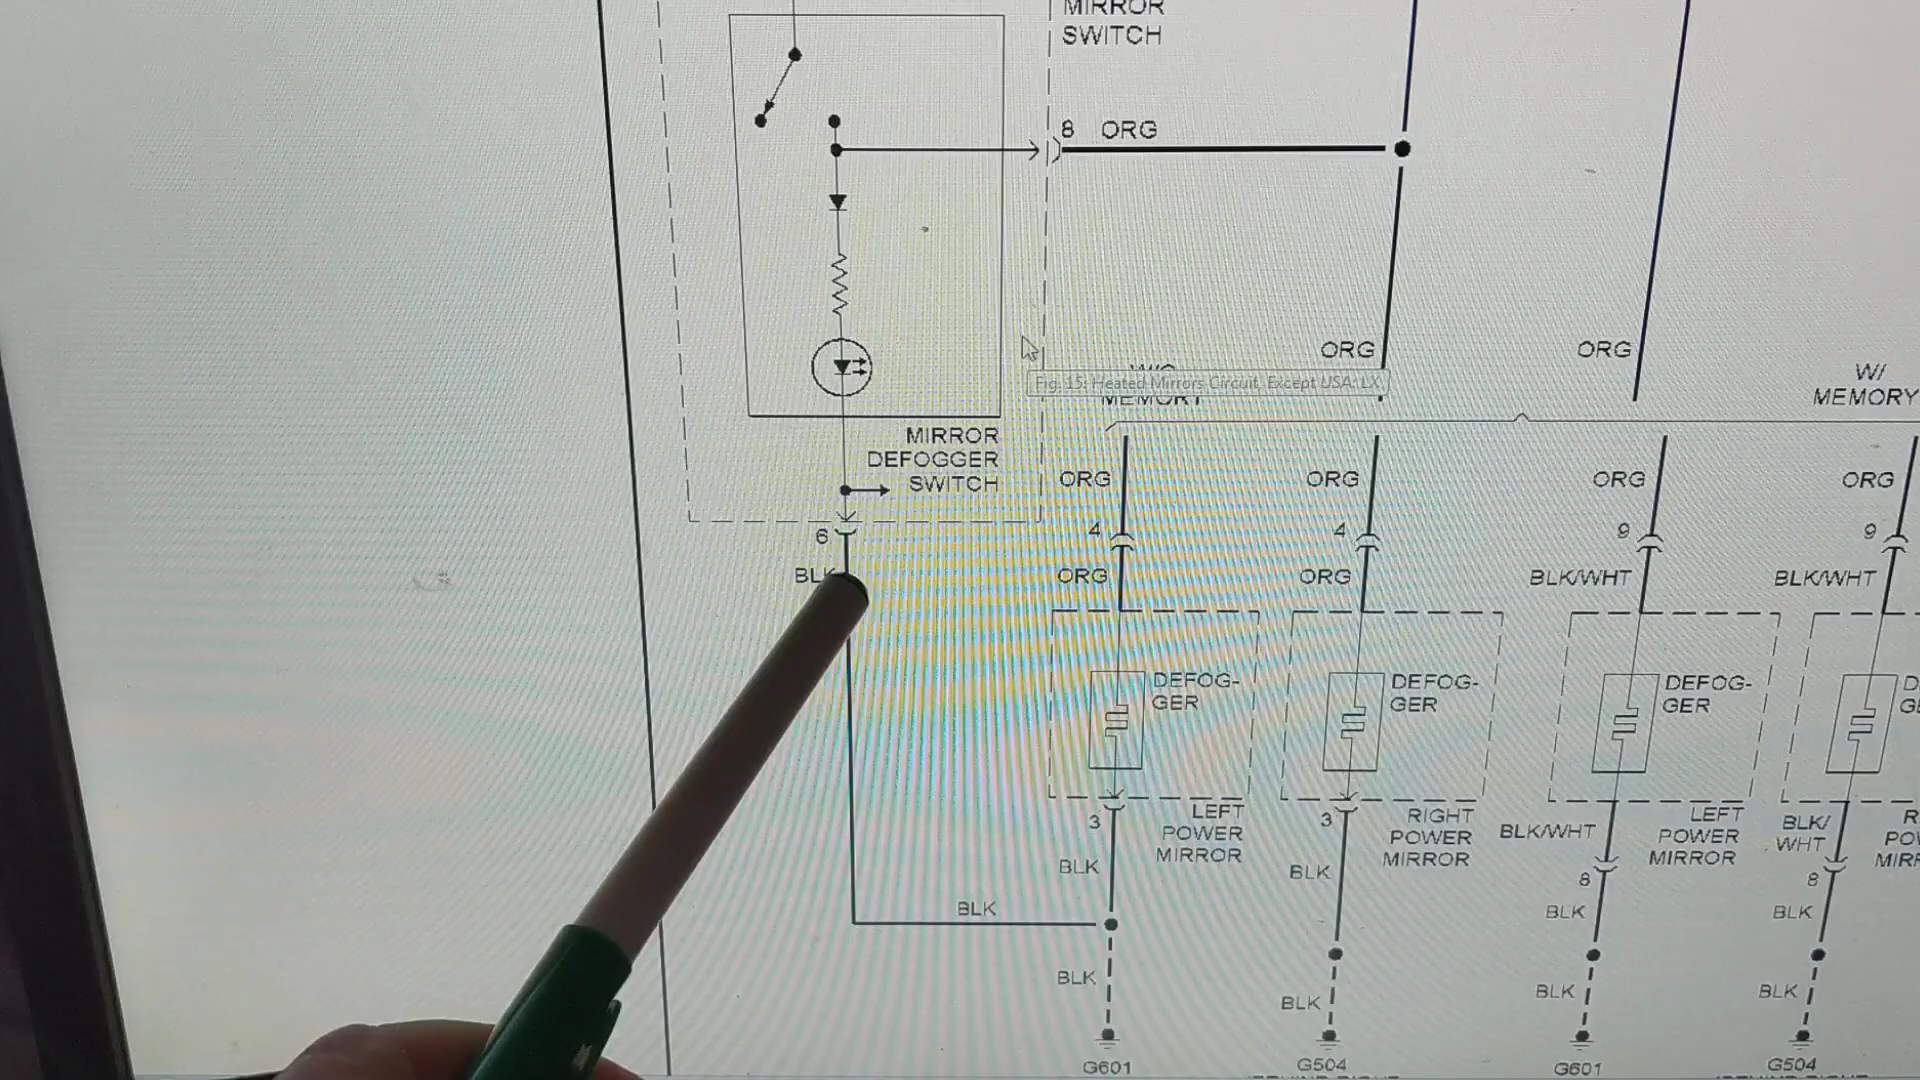 MIRROR
SWITCH
8 ORG
ORG
ORG
Fig. 15: Heated Mirrors Circuit, Except USA: LX
MEMORY
W/
MEMORY
MIRROR
DEFOGGER
SWITCH
ORG
ORG
ORG
ORG
6
4
4
9
9
BLK
ORG
ORG
BLK/WHT
BLK/WHT
DEFOG-
GER
DEFOG-
GER
DEFOG-
GER
3
LEFT
POWER
MIRROR
3
RIGHT
POWER
MIRROR
BLK/WHT
LEFT
POWER
MIRROR
BLK/
WHT
BLK
BLK
8
8
BLK
BLK
BLK
BLK
BLK
BLK
BLK
G601
G504
G601
G504